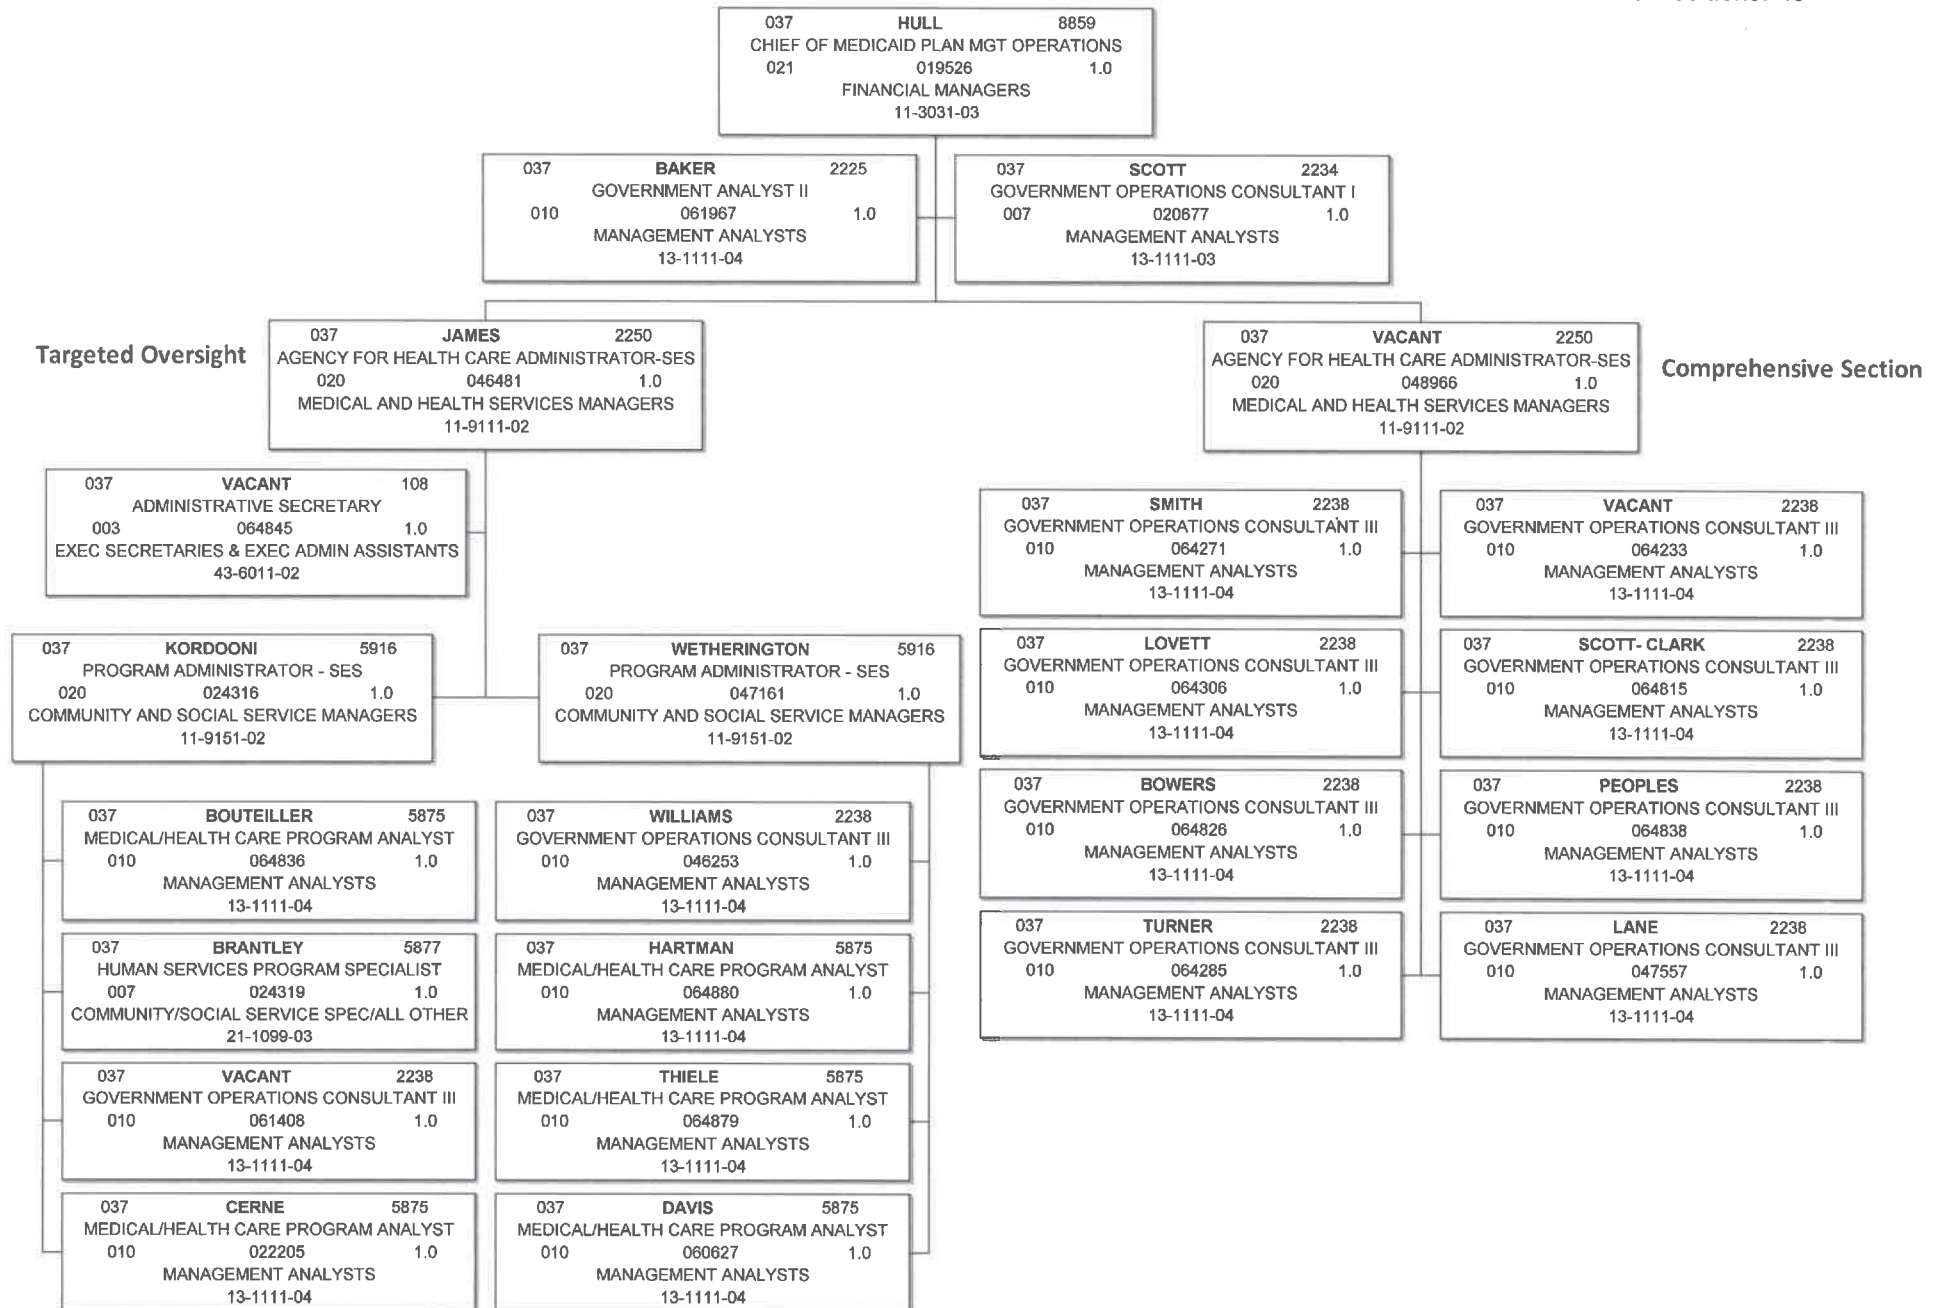 037 HULL 8859
CHIEF OF MEDICAID PLAN MGT OPERATIONS
021 019526 1.0
FINANCIAL MANAGERS
11-3031-03
037 BAKER 2225
GOVERNMENT ANALYST II
010 061967 1.0
MANAGEMENT ANALYSTS
13-1111-04
037 SCOTT 2234
GOVERNMENT OPERATIONS CONSULTANT I
007 020677 1.0
MANAGEMENT ANALYSTS
13-1111-03
Targeted Oversight
037 JAMES 2250
AGENCY FOR HEALTH CARE ADMINISTRATOR-SES
020 046481 1.0
MEDICAL AND HEALTH SERVICES MANAGERS
11-9111-02
037 VACANT 2250
AGENCY FOR HEALTH CARE ADMINISTRATOR-SES
020 048966 1.0
MEDICAL AND HEALTH SERVICES MANAGERS
11-9111-02
Comprehensive Section
037 VACANT 108
ADMINISTRATIVE SECRETARY
003 064845 1.0
EXEC SECRETARIES & EXEC ADMIN ASSISTANTS
43-6011-02
037 KORDOONI 5916
PROGRAM ADMINISTRATOR - SES
020 024316 1.0
COMMUNITY AND SOCIAL SERVICE MANAGERS
11-9151-02
037 WETHERINGTON 5916
PROGRAM ADMINISTRATOR - SES
020 047161 1.0
COMMUNITY AND SOCIAL SERVICE MANAGERS
11-9151-02
037 BOUTEILLER 5875
MEDICAL/HEALTH CARE PROGRAM ANALYST
010 064836 1.0
MANAGEMENT ANALYSTS
13-1111-04
037 BRANTLEY 5877
HUMAN SERVICES PROGRAM SPECIALIST
007 024319 1.0
COMMUNITY/SOCIAL SERVICE SPEC/ALL OTHER
21-1099-03
037 VACANT 2238
GOVERNMENT OPERATIONS CONSULTANT III
010 061408 1.0
MANAGEMENT ANALYSTS
13-1111-04
037 CERNE 5875
MEDICAL/HEALTH CARE PROGRAM ANALYST
010 022205 1.0
MANAGEMENT ANALYSTS
13-1111-04
037 WILLIAMS 2238
GOVERNMENT OPERATIONS CONSULTANT III
010 046253 1.0
MANAGEMENT ANALYSTS
13-1111-04
037 HARTMAN 5875
MEDICAL/HEALTH CARE PROGRAM ANALYST
010 064880 1.0
MANAGEMENT ANALYSTS
13-1111-04
037 THIELE 5875
MEDICAL/HEALTH CARE PROGRAM ANALYST
010 064879 1.0
MANAGEMENT ANALYSTS
13-1111-04
037 DAVIS 5875
MEDICAL/HEALTH CARE PROGRAM ANALYST
010 060627 1.0
MANAGEMENT ANALYSTS
13-1111-04
037 SMITH 2238
GOVERNMENT OPERATIONS CONSULTANT III
010 064271 1.0
MANAGEMENT ANALYSTS
13-1111-04
037 VACANT 2238
GOVERNMENT OPERATIONS CONSULTANT III
010 064233 1.0
MANAGEMENT ANALYSTS
13-1111-04
037 LOVETT 2238
GOVERNMENT OPERATIONS CONSULTANT III
010 064306 1.0
MANAGEMENT ANALYSTS
13-1111-04
037 SCOTT- CLARK 2238
GOVERNMENT OPERATIONS CONSULTANT III
010 064815 1.0
MANAGEMENT ANALYSTS
13-1111-04
037 BOWERS 2238
GOVERNMENT OPERATIONS CONSULTANT III
010 064826 1.0
MANAGEMENT ANALYSTS
13-1111-04
037 PEOPLES 2238
GOVERNMENT OPERATIONS CONSULTANT III
010 064838 1.0
MANAGEMENT ANALYSTS
13-1111-04
037 TURNER 2238
GOVERNMENT OPERATIONS CONSULTANT III
010 064285 1.0
MANAGEMENT ANALYSTS
13-1111-04
037 LANE 2238
GOVERNMENT OPERATIONS CONSULTANT III
010 047557 1.0
MANAGEMENT ANALYSTS
13-1111-04